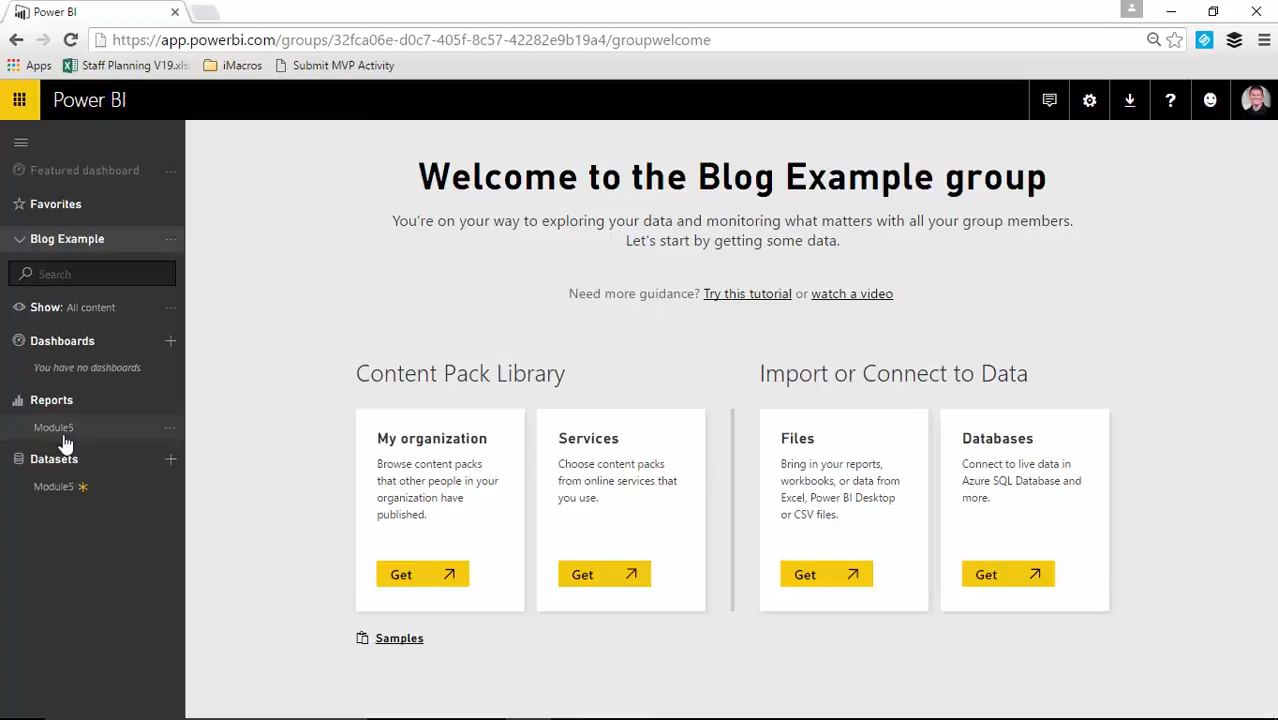 Power BI
https://app.powerbi.com/groups/32fca06e-d0c7-405f-8c57-42282e9b19a4/groupwelcome
Apps
Staff Planning V19.xls
iMacros
Submit MVP Activity
Power BI
Featured dashboard
Favorites
Blog Example
Search
Show: All content
Dashboards
You have no dashboards
Reports
Module5
Datasets
Module5
Welcome to the Blog Example group
You're on your way to exploring your data and monitoring what matters with all your group members.
Let's start by getting some data.
Need more guidance? Try this tutorial or watch a video
Content Pack Library
My organization
Browse content packs
that other people in your
organization have
published.
Get
Services
Choose content packs
from online services that
you use.
Get
Samples
Import or Connect to Data
Files
Bring in your reports,
workbooks, or data from
Excel, Power BI Desktop
or CSV files.
Get
Databases
Connect to live data in
Azure SQL Database and
more.
Get